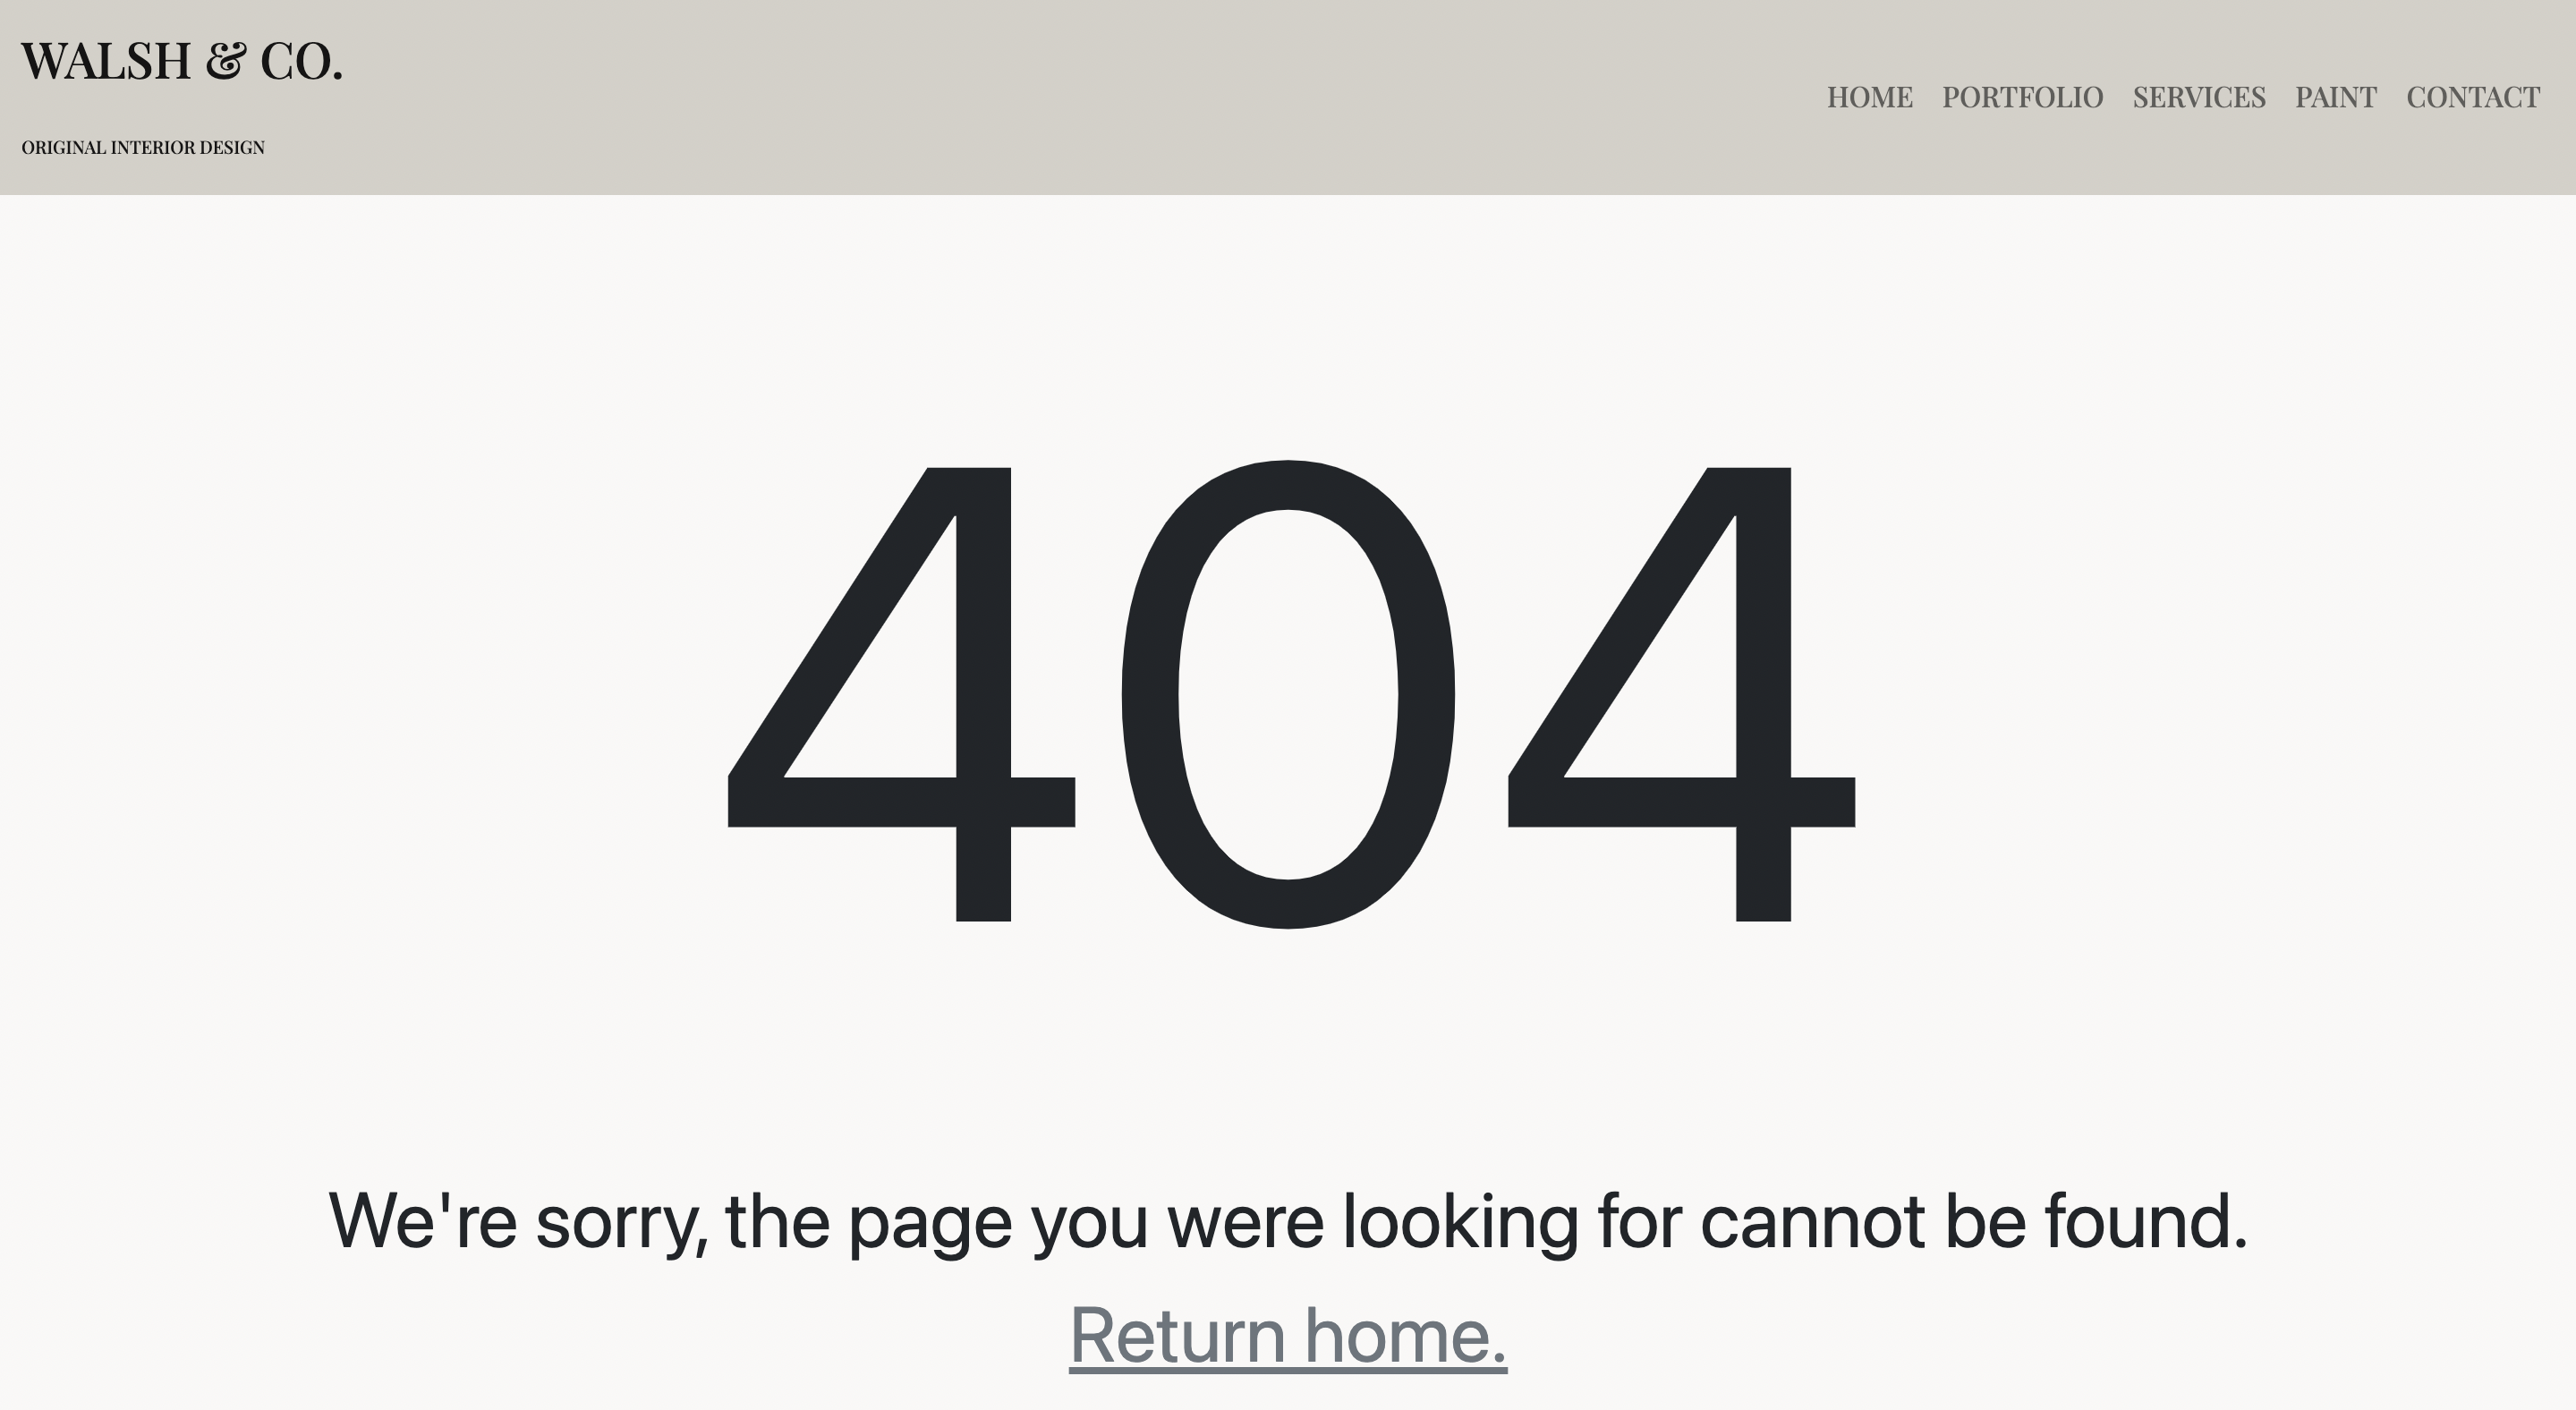 WALSH & CO.
ORIGINAL INTERIOR DESIGN
HOME PORTFOLIO SERVICES PAINT CONTACT
404
We're sorry, the page you were looking for cannot be found.
Return home.